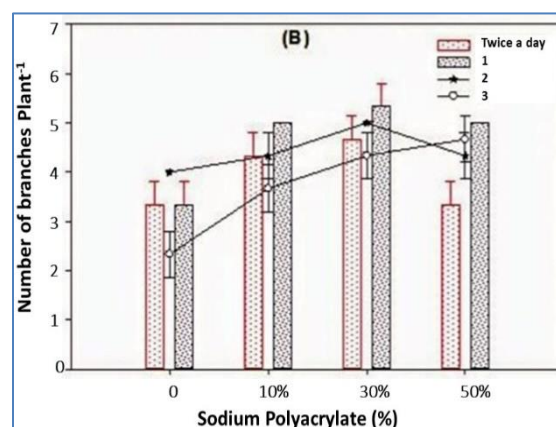 (B)
Twice a day
1
2
3
7
6
5
4
3
2
1
0
Number of branches Plant⁻¹
0 10% 30% 50%
Sodium Polyacrylate (%)